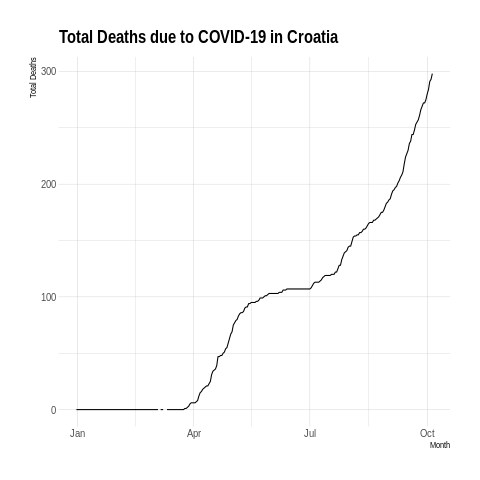 Total Deaths due to COVID-19 in Croatia
Total Deaths
300
200
100
0
Jan Apr Jul Oct
Month